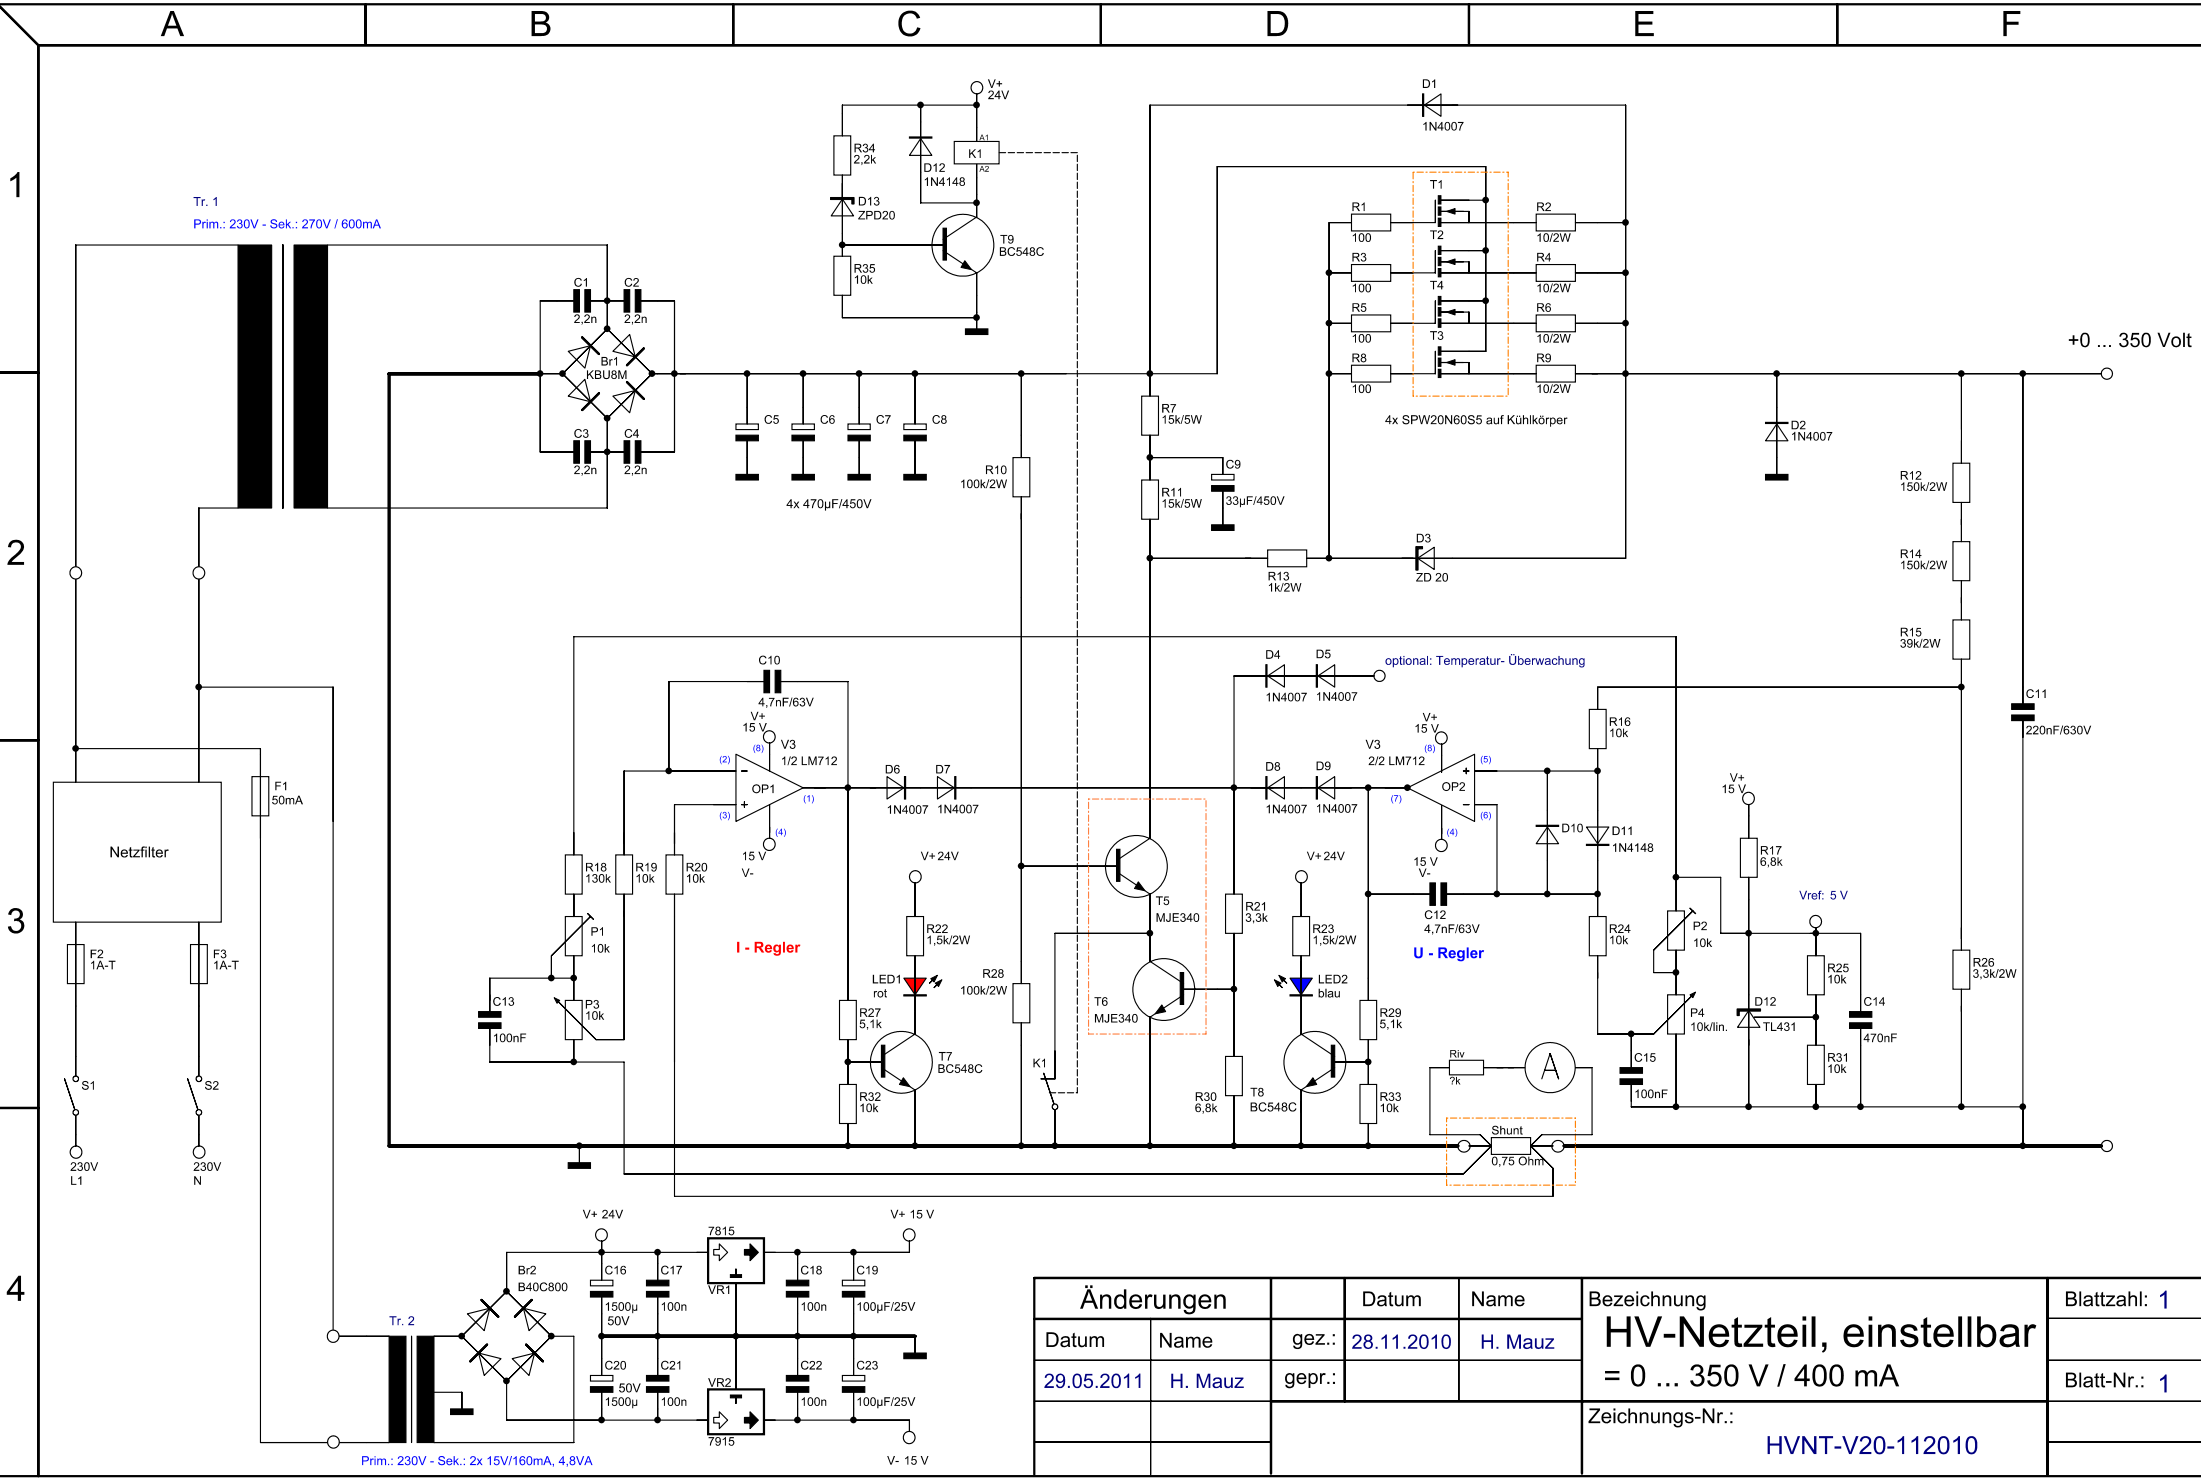 A
B
C
D
E
F
1
2
3
4
Tr. 1
Prim.: 230V - Sek.: 270V / 600mA
V+
24V
R34
2,2k
D12
1N4148
K1
A1
A2
D13
ZPD20
T9
BC548C
R35
10k
D1
1N4007
T1
T2
T4
T3
R1
100
R3
100
R5
100
R8
100
R2
10/2W
R4
10/2W
R6
10/2W
R9
10/2W
4x SPW20N60S5 auf Kühlkörper
+0 ... 350 Volt
C1
2,2n
C2
2,2n
Br1
KBU8M
C3
2,2n
C4
2,2n
C5
C6
C7
C8
4x 470µF/450V
R10
100k/2W
R7
15k/5W
R11
15k/5W
C9
33µF/450V
R13
1k/2W
D3
ZD 20
D2
1N4007
R12
150k/2W
R14
150k/2W
R15
39k/2W
C11
220nF/630V
C10
4,7nF/63V
V+
15 V
(8)
V3
1/2 LM712
(2)
OP1
(1)
(3)
(4)
15 V
V-
D6
1N4007
D7
1N4007
D4
1N4007
D5
1N4007
optional: Temperatur- Überwachung
D8
1N4007
D9
1N4007
V+
15 V
(8)
V3
2/2 LM712
(5)
OP2
(7)
(6)
(4)
15 V
V-
R16
10k
D10
D11
1N4148
V+
15 V
R17
6,8k
Vref: 5 V
F1
50mA
Netzfilter
F2
1A-T
F3
1A-T
S1
S2
230V
L1
230V
N
R18
130k
R19
10k
R20
10k
P1
10k
P3
10k
C13
100nF
I - Regler
V+24V
R22
1,5k/2W
LED1
rot
R27
5,1k
T7
BC548C
R32
10k
R28
100k/2W
K1
T5
MJE340
T6
MJE340
R21
3,3k
R30
6,8k
V+24V
R23
1,5k/2W
LED2
blau
T8
BC548C
R29
5,1k
R33
10k
C12
4,7nF/63V
U - Regler
R24
10k
P2
10k
P4
10k/lin.
C15
100nF
D12
TL431
R25
10k
R31
10k
C14
470nF
R26
3,3k/2W
Riv
?k
A
Shunt
0,75 Ohm
Tr. 2
Prim.: 230V - Sek.: 2x 15V/160mA, 4,8VA
Br2
B40C800
V+ 24V
C16
1500µ
50V
C17
100n
7815
VR1
C18
100n
C19
100µF/25V
V+ 15 V
C20
50V
1500µ
C21
100n
VR2
7915
C22
100n
C23
100µF/25V
V- 15 V
Änderungen
Datum
Name
Datum
Name
gez.:
28.11.2010
H. Mauz
29.05.2011
H. Mauz
gepr.:
Bezeichnung
HV-Netzteil, einstellbar
= 0 ... 350 V / 400 mA
Zeichnungs-Nr.:
HVNT-V20-112010
Blattzahl: 1
Blatt-Nr.: 1